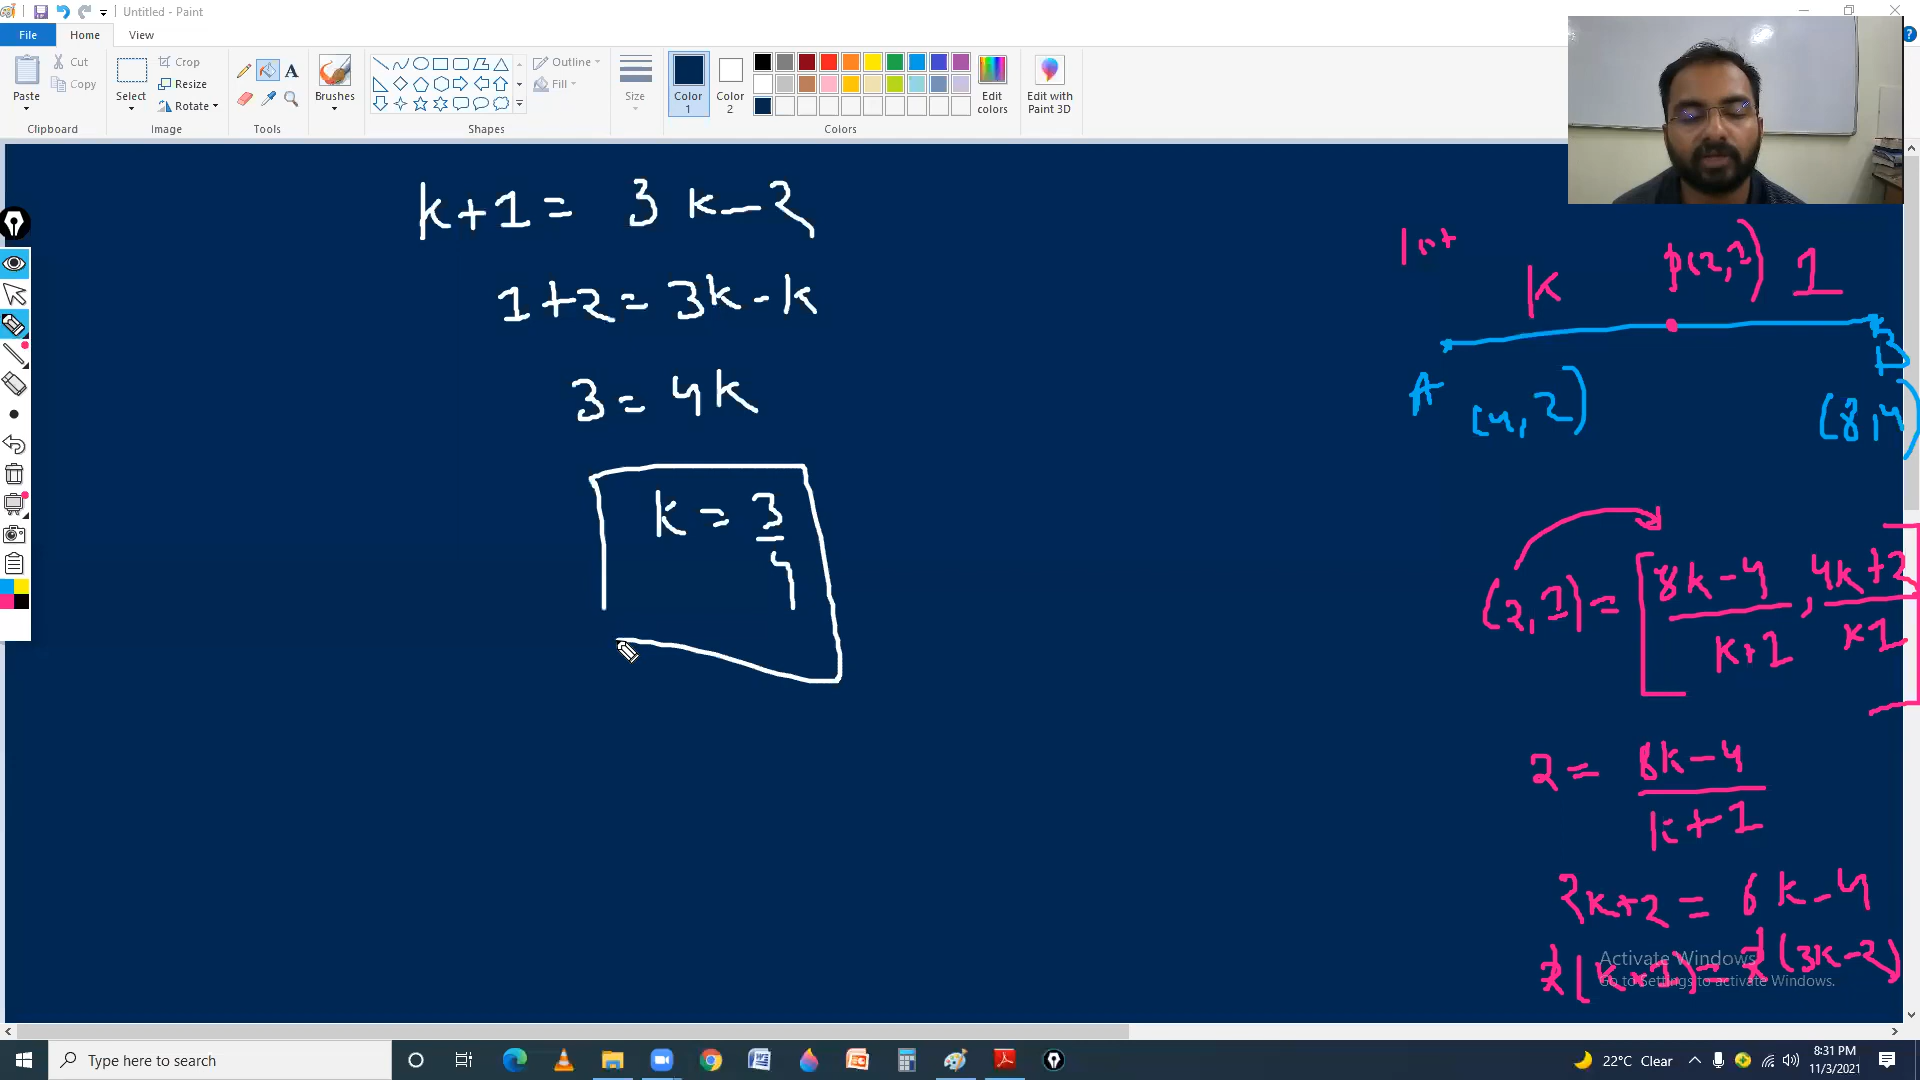 Untitled - Paint
File Home View
Paste Cut Copy Clipboard
Select Crop Resize Rotate Image
Tools
Brushes
Outline Fill Shapes
Size
Color 1 Color 2 Edit colors Colors
Edit with Paint 3D
k+1 = 3k-2
1+2 = 3k-k
3 = 4k
k = 3/4
Int
k P(2,1) 1
A B
(4,2) (8,4)
(2,1) = [8k-4/k+1, 4k+2/k1]
2 = 8k-4/k+1
2k+2 = 6k-4
2(k+1) = 2(3k-2)
Activate Windows
Go to Settings to activate Windows.
Type here to search
22°C Clear
8:31 PM
11/3/2021